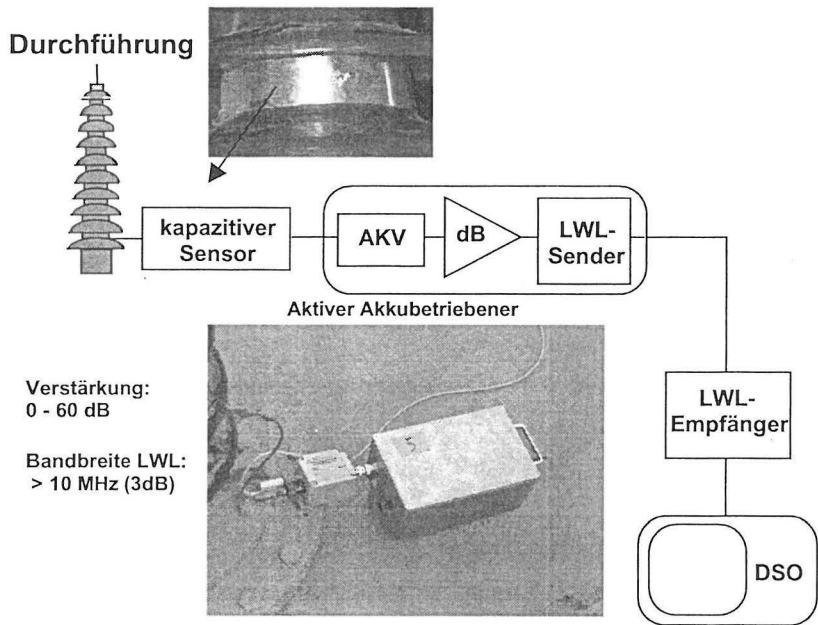 Durchführung
kapazitiver
Sensor
AKV
dB
LWL-
Sender
Aktiver Akkubetriebener
Verstärkung:
0 - 60 dB
Bandbreite LWL:
> 10 MHz (3dB)
5
LWL-
Empfänger
DSO